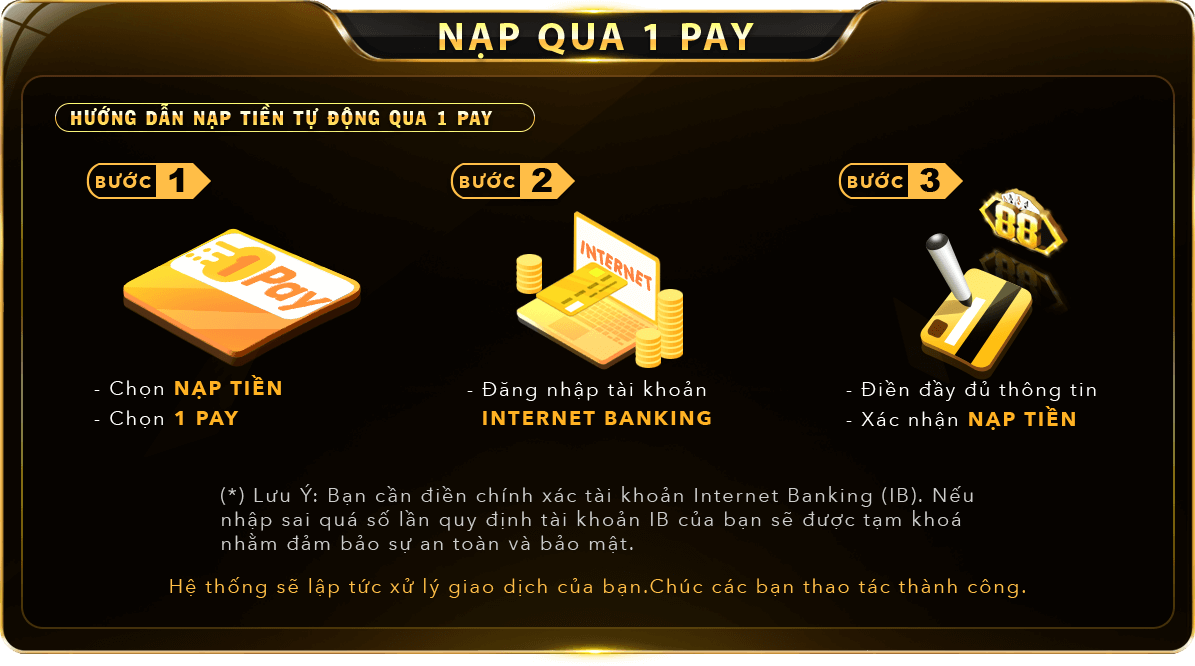 NẠP QUA 1 PAY
HƯỚNG DẪN NẠP TIỀN TỰ ĐỘNG QUA 1 PAY
BƯỚC 1
1Pay
- Chọn NẠP TIỀN
- Chọn 1 PAY
BƯỚC 2
INTERNET
- Đăng nhập tài khoản
INTERNET BANKING
BƯỚC 3
88
- Điền đầy đủ thông tin
- Xác nhận NẠP TIỀN
(*) Lưu Ý: Bạn cần điền chính xác tài khoản Internet Banking (IB). Nếu
nhập sai quá số lần quy định tài khoản IB của bạn sẽ được tạm khoá
nhằm đảm bảo sự an toàn và bảo mật.
Hệ thống sẽ lập tức xử lý giao dịch của bạn.Chúc các bạn thao tác thành công.